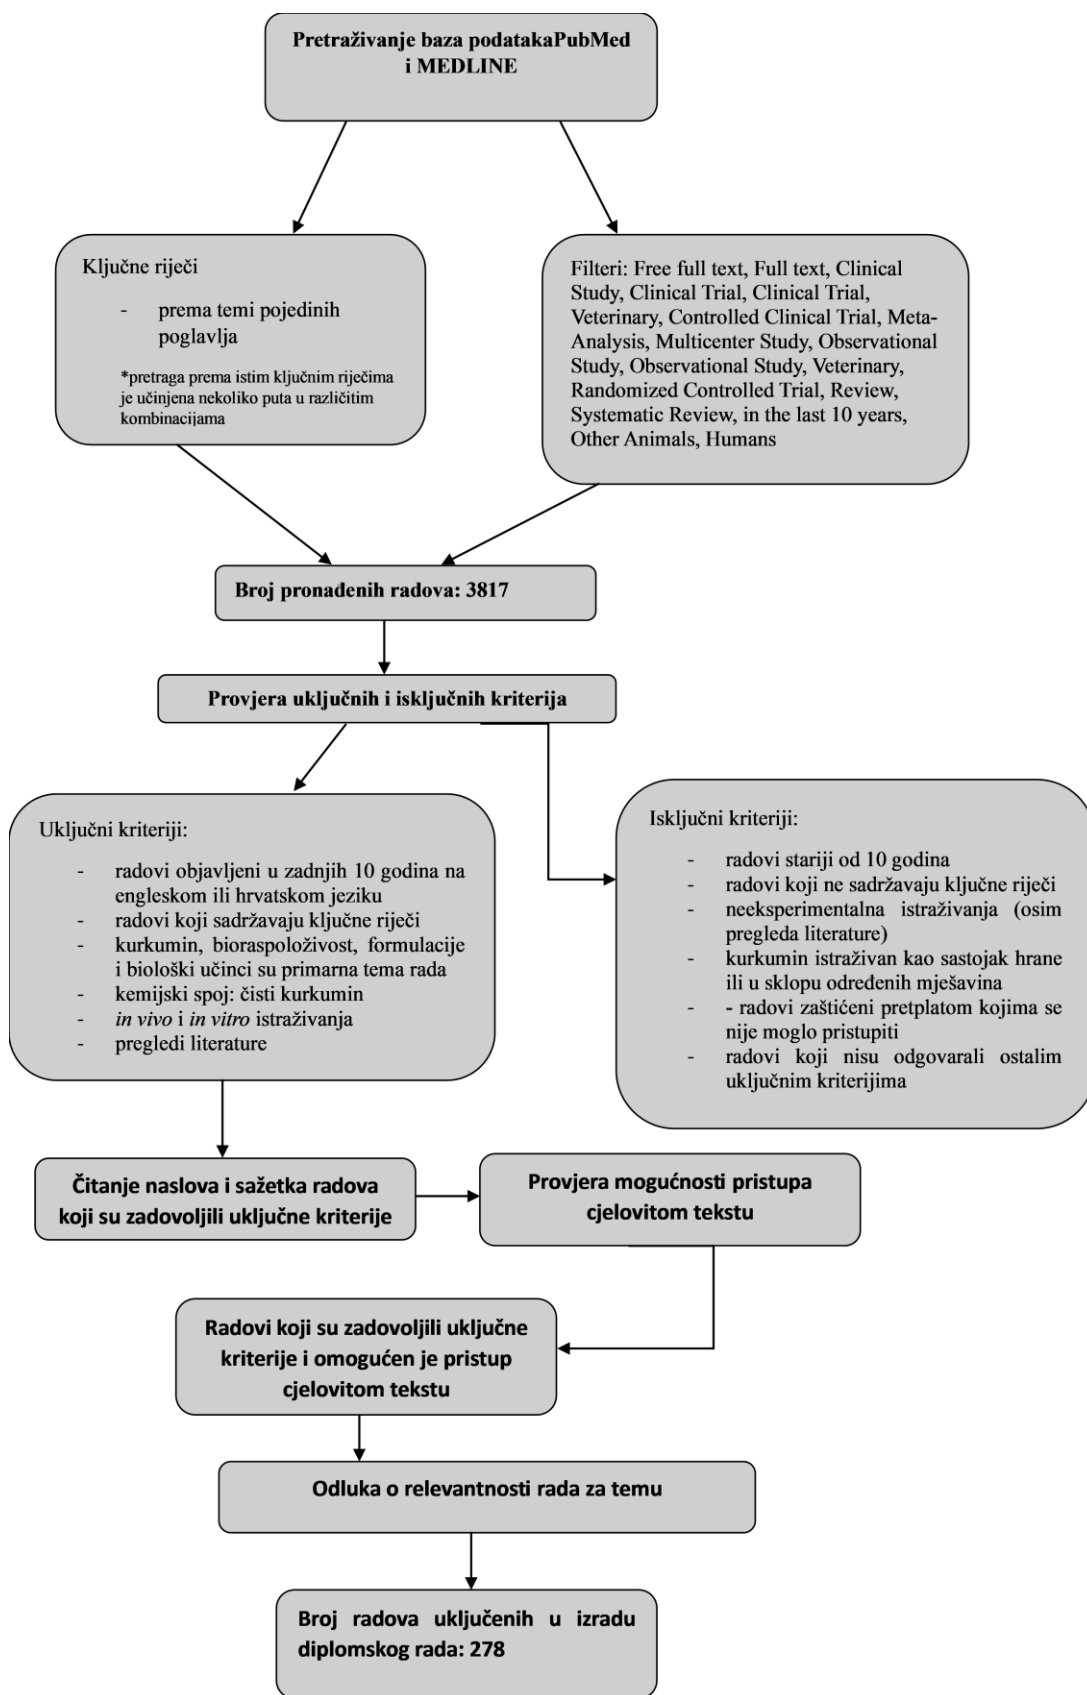 Pretraživanje baza podatakaPubMed
i MEDLINE
Ključne riječi
- prema temi pojedinih
poglavlja
*pretraga prema istim ključnim riječima
je učinjena nekoliko puta u različitim
kombinacijama
Filteri: Free full text, Full text, Clinical
Study, Clinical Trial, Clinical Trial,
Veterinary, Controlled Clinical Trial, Meta-
Analysis, Multicenter Study, Observational
Study, Observational Study, Veterinary,
Randomized Controlled Trial, Review,
Systematic Review, in the last 10 years,
Other Animals, Humans
Broj pronađenih radova: 3817
Provjera uključnih i isključnih kriterija
Uključni kriteriji:
- radovi objavljeni u zadnjih 10 godina na
engleskom ili hrvatskom jeziku
- radovi koji sadržavaju ključne riječi
- kurkumin, bioraspoloživost, formulacije
i biološki učinci su primarna tema rada
- kemijski spoj: čisti kurkumin
- in vivo i in vitro istraživanja
- pregledi literature
Isključni kriteriji:
- radovi stariji od 10 godina
- radovi koji ne sadržavaju ključne riječi
- neeksperimentalna istraživanja (osim
pregleda literature)
- kurkumin istraživan kao sastojak hrane
ili u sklopu određenih mješavina
- - radovi zaštićeni pretplatom kojima se
nije moglo pristupiti
- radovi koji nisu odgovarali ostalim
uključnim kriterijima
Čitanje naslova i sažetka radova
koji su zadovoljili uključne kriterije
Provjera mogućnosti pristupa
cjelovitom tekstu
Radovi koji su zadovoljili uključne
kriterije i omogućen je pristup
cjelovitom tekstu
Odluka o relevantnosti rada za temu
Broj radova uključenih u izradu
diplomskog rada: 278